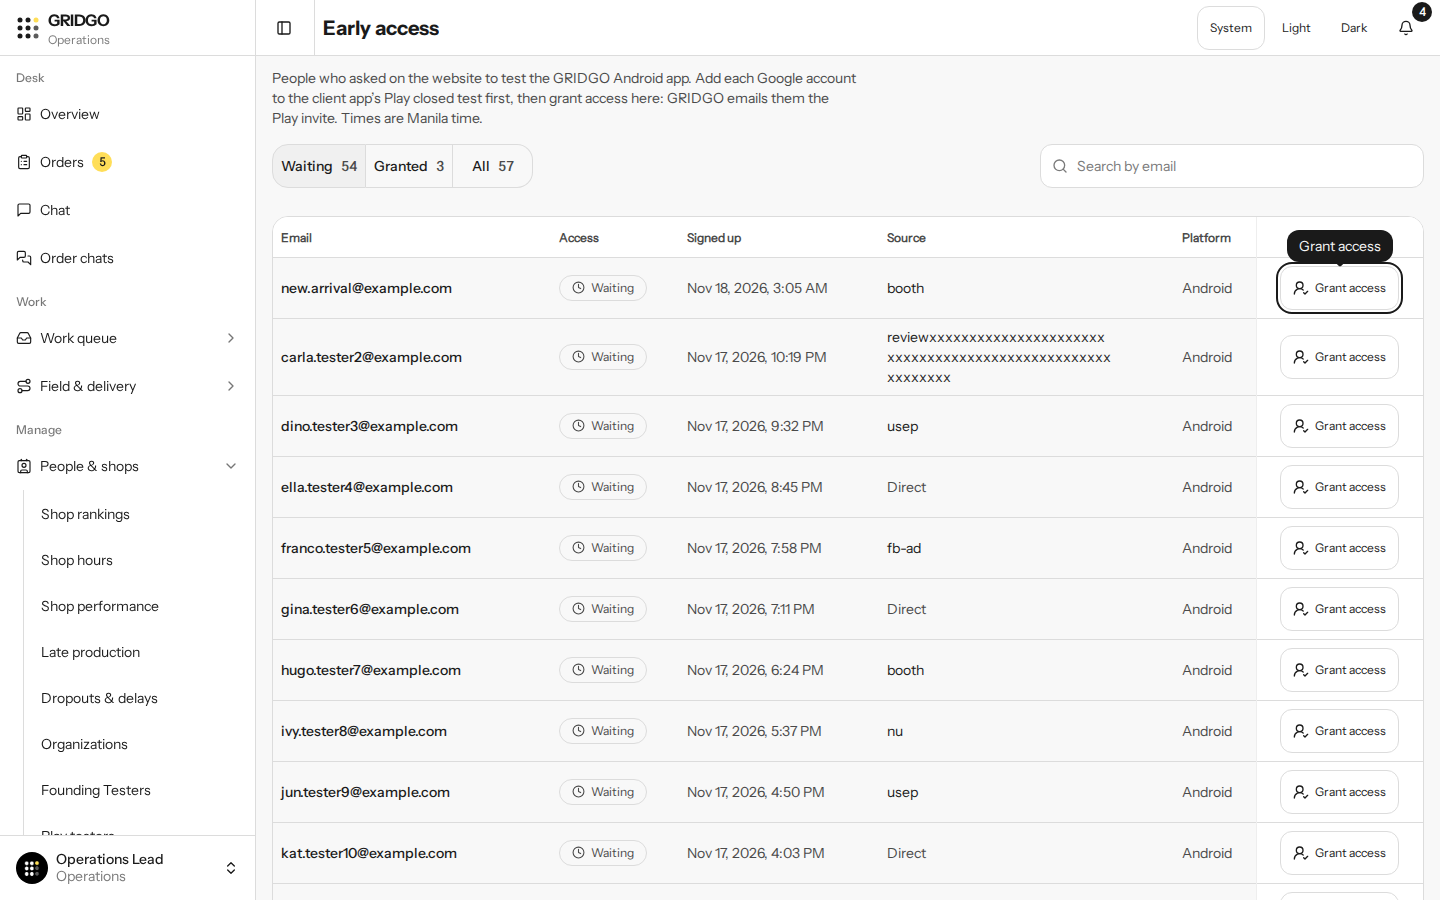 GRIDGO
Operations
Early access
System
Light
Dark
4
Desk
Overview
Orders 5
Chat
Order chats
Work
Work queue
Field & delivery
Manage
People & shops
Shop rankings
Shop hours
Shop performance
Late production
Dropouts & delays
Organizations
Founding Testers
Play testers
Operations Lead
Operations
People who asked on the website to test the GRIDGO Android app. Add each Google account
to the client app's Play closed test first, then grant access here: GRIDGO emails them the
Play invite. Times are Manila time.
Waiting 54 Granted 3 All 57
Search by email
Email Access Signed up Source Platform
Grant access
new.arrival@example.com Waiting Nov 18, 2026, 3:05 AM booth Android Grant access
reviewxxxxxxxxxxxxxxxxxxxxxx
carla.tester2@example.com Waiting Nov 17, 2026, 10:19 PM xxxxxxxxxxxxxxxxxxxxxxxxxxxx Android Grant access
xxxxxxxx
dino.tester3@example.com Waiting Nov 17, 2026, 9:32 PM usep Android Grant access
ella.tester4@example.com Waiting Nov 17, 2026, 8:45 PM Direct Android Grant access
franco.tester5@example.com Waiting Nov 17, 2026, 7:58 PM fb-ad Android Grant access
gina.tester6@example.com Waiting Nov 17, 2026, 7:11 PM Direct Android Grant access
hugo.tester7@example.com Waiting Nov 17, 2026, 6:24 PM booth Android Grant access
ivy.tester8@example.com Waiting Nov 17, 2026, 5:37 PM nu Android Grant access
jun.tester9@example.com Waiting Nov 17, 2026, 4:50 PM usep Android Grant access
kat.tester10@example.com Waiting Nov 17, 2026, 4:03 PM Direct Android Grant access